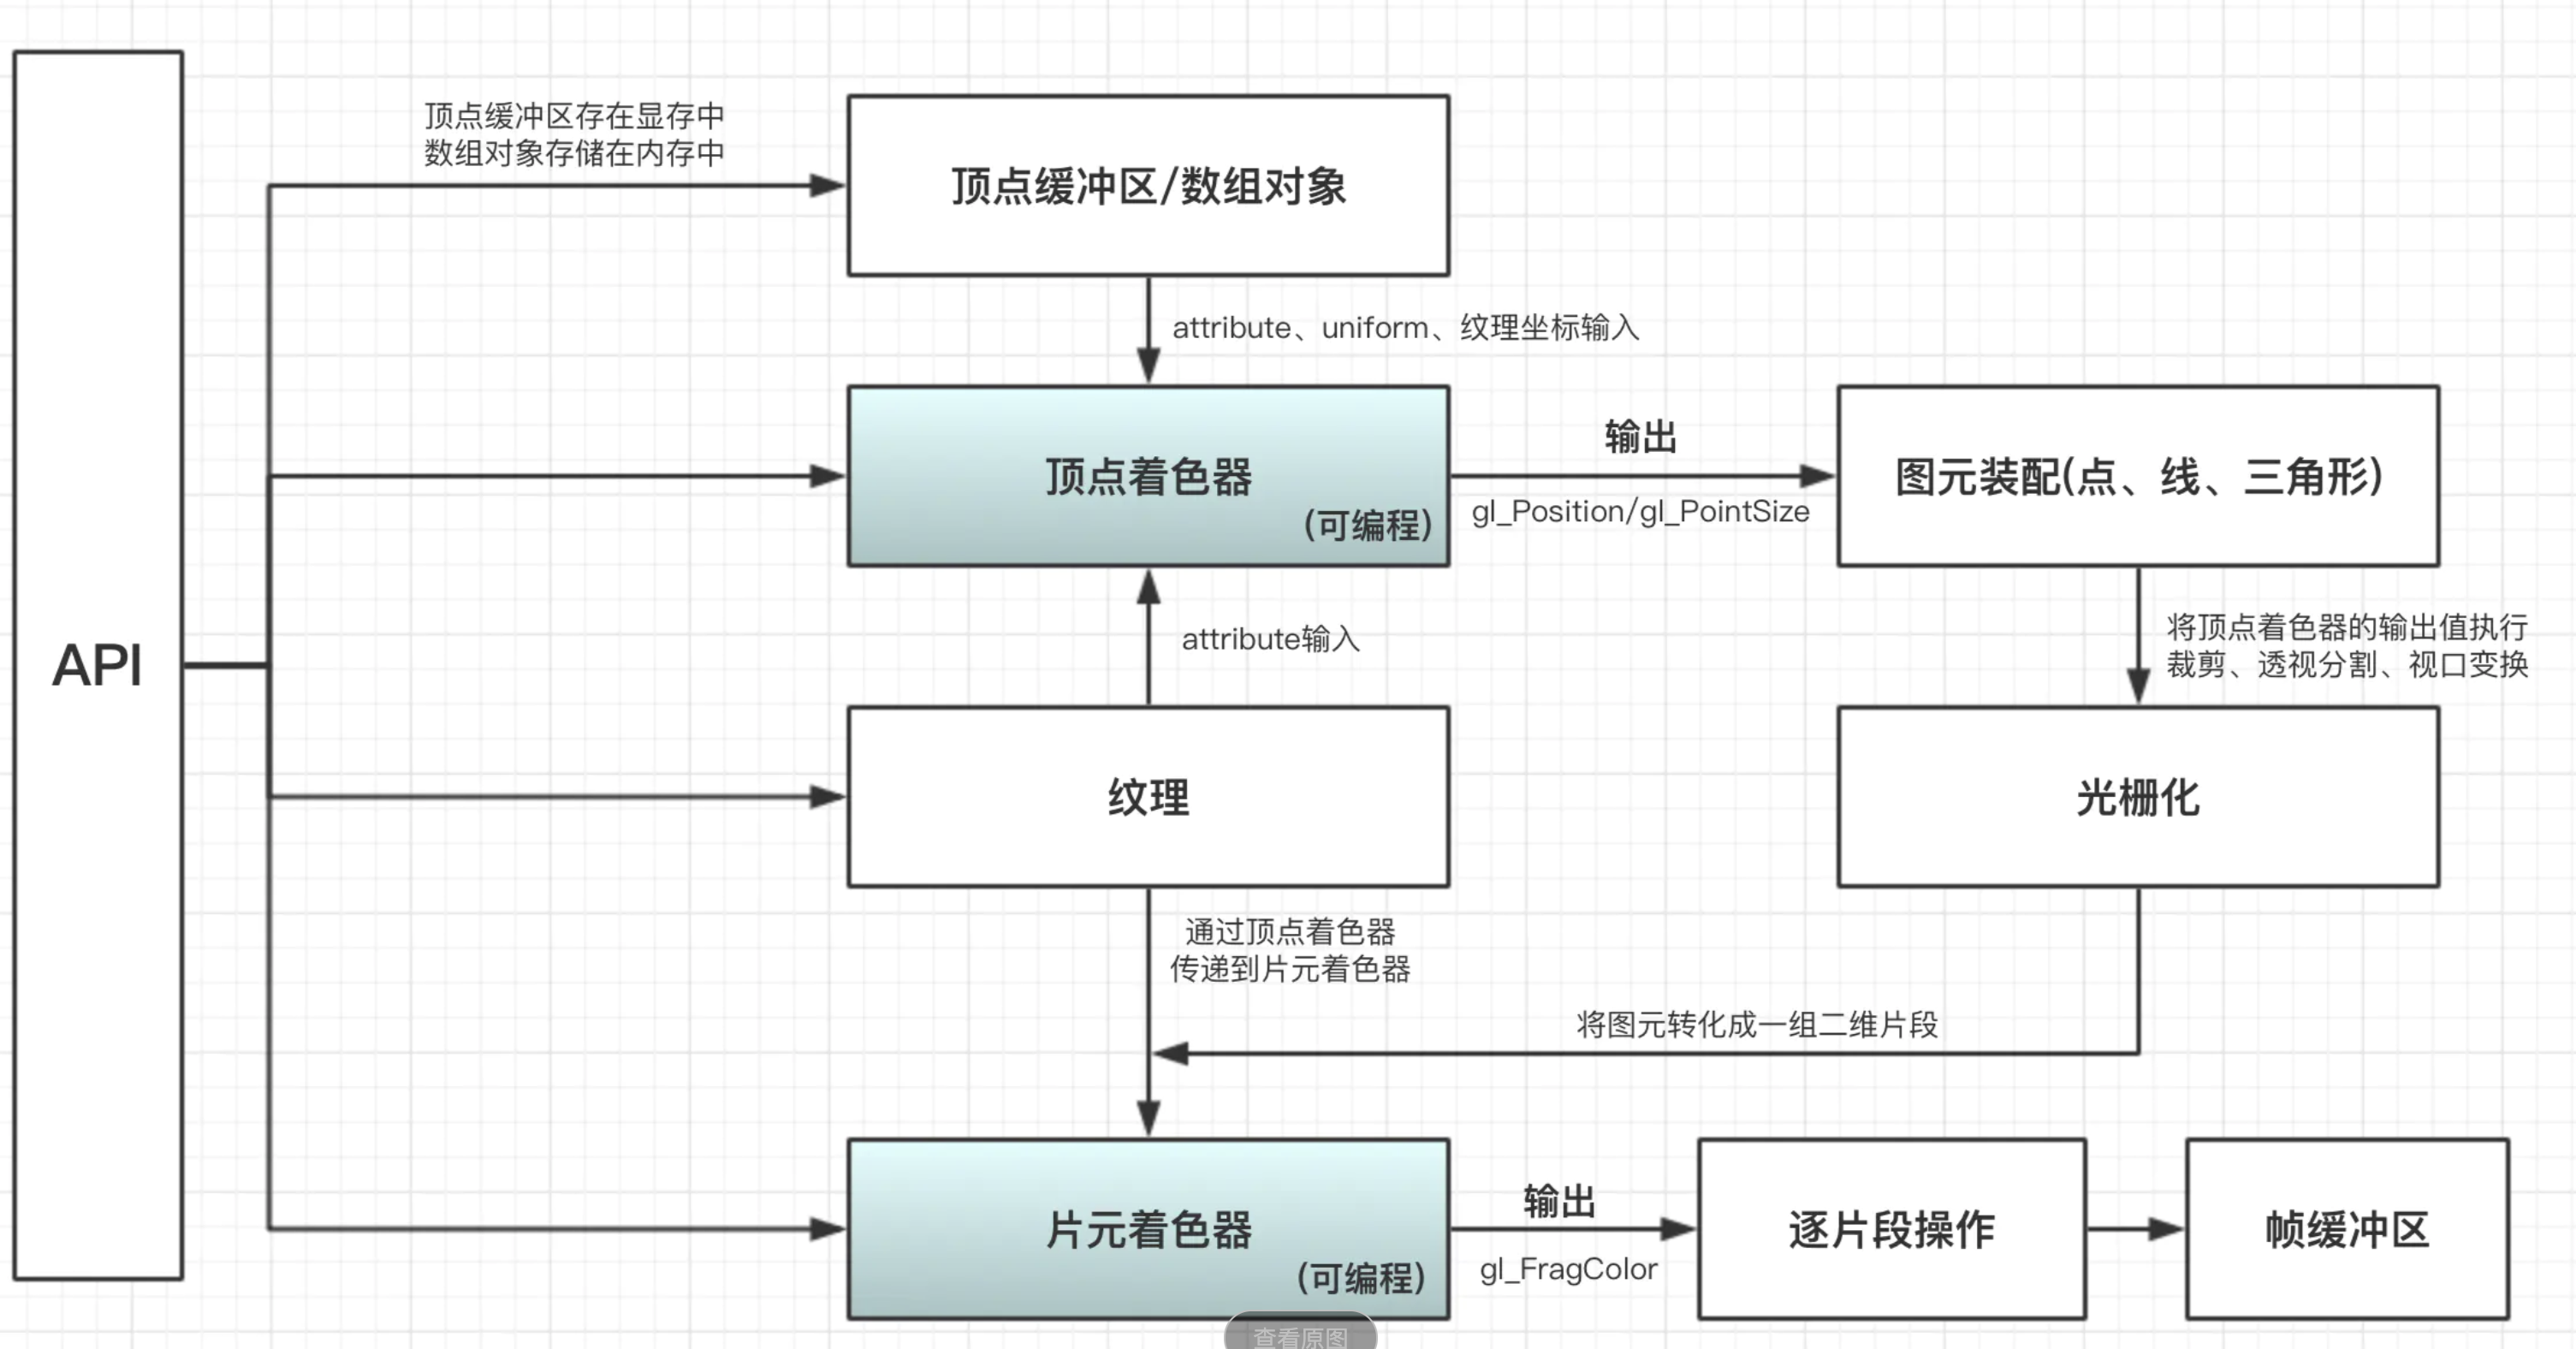 API
顶点缓冲区存在显存中
数组对象存储在内存中
顶点缓冲区/数组对象
attribute、uniform、纹理坐标输入
顶点着色器
(可编程)
输出
gl_Position/gl_PointSize
图元装配(点、线、三角形)
attribute输入
将顶点着色器的输出值执行
裁剪、透视分割、视口变换
纹理
光栅化
通过顶点着色器
传递到片元着色器
将图元转化成一组二维片段
片元着色器
(可编程)
输出
gl_FragColor
逐片段操作
帧缓冲区
查看原图